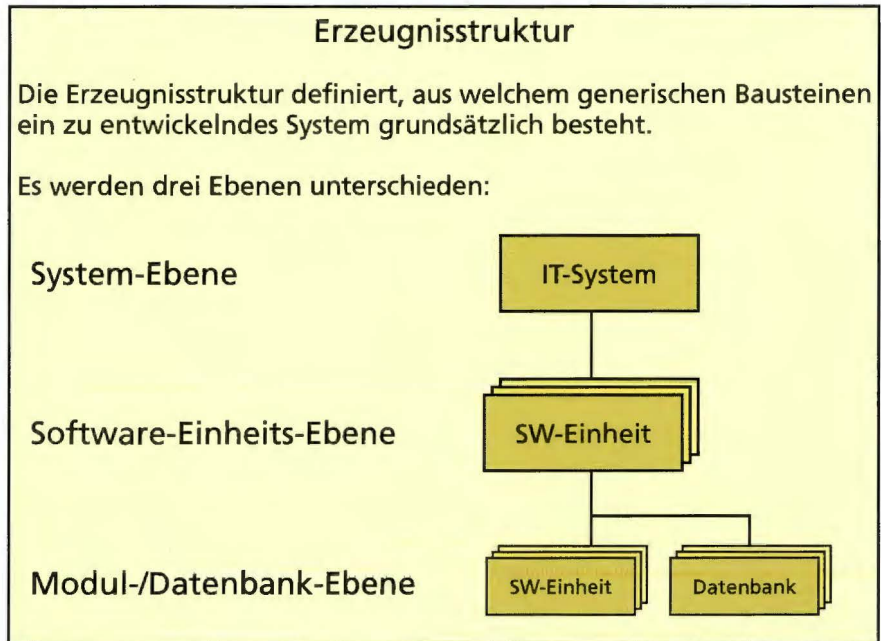 Erzeugnisstruktur
Die Erzeugnisstruktur definiert, aus welchem generischen Bausteinen
ein zu entwickelndes System grundsätzlich besteht.
Es werden drei Ebenen unterschieden:
System-Ebene
IT-System
Software-Einheits-Ebene
SW-Einheit
Modul-/Datenbank-Ebene
SW-Einheit
Datenbank